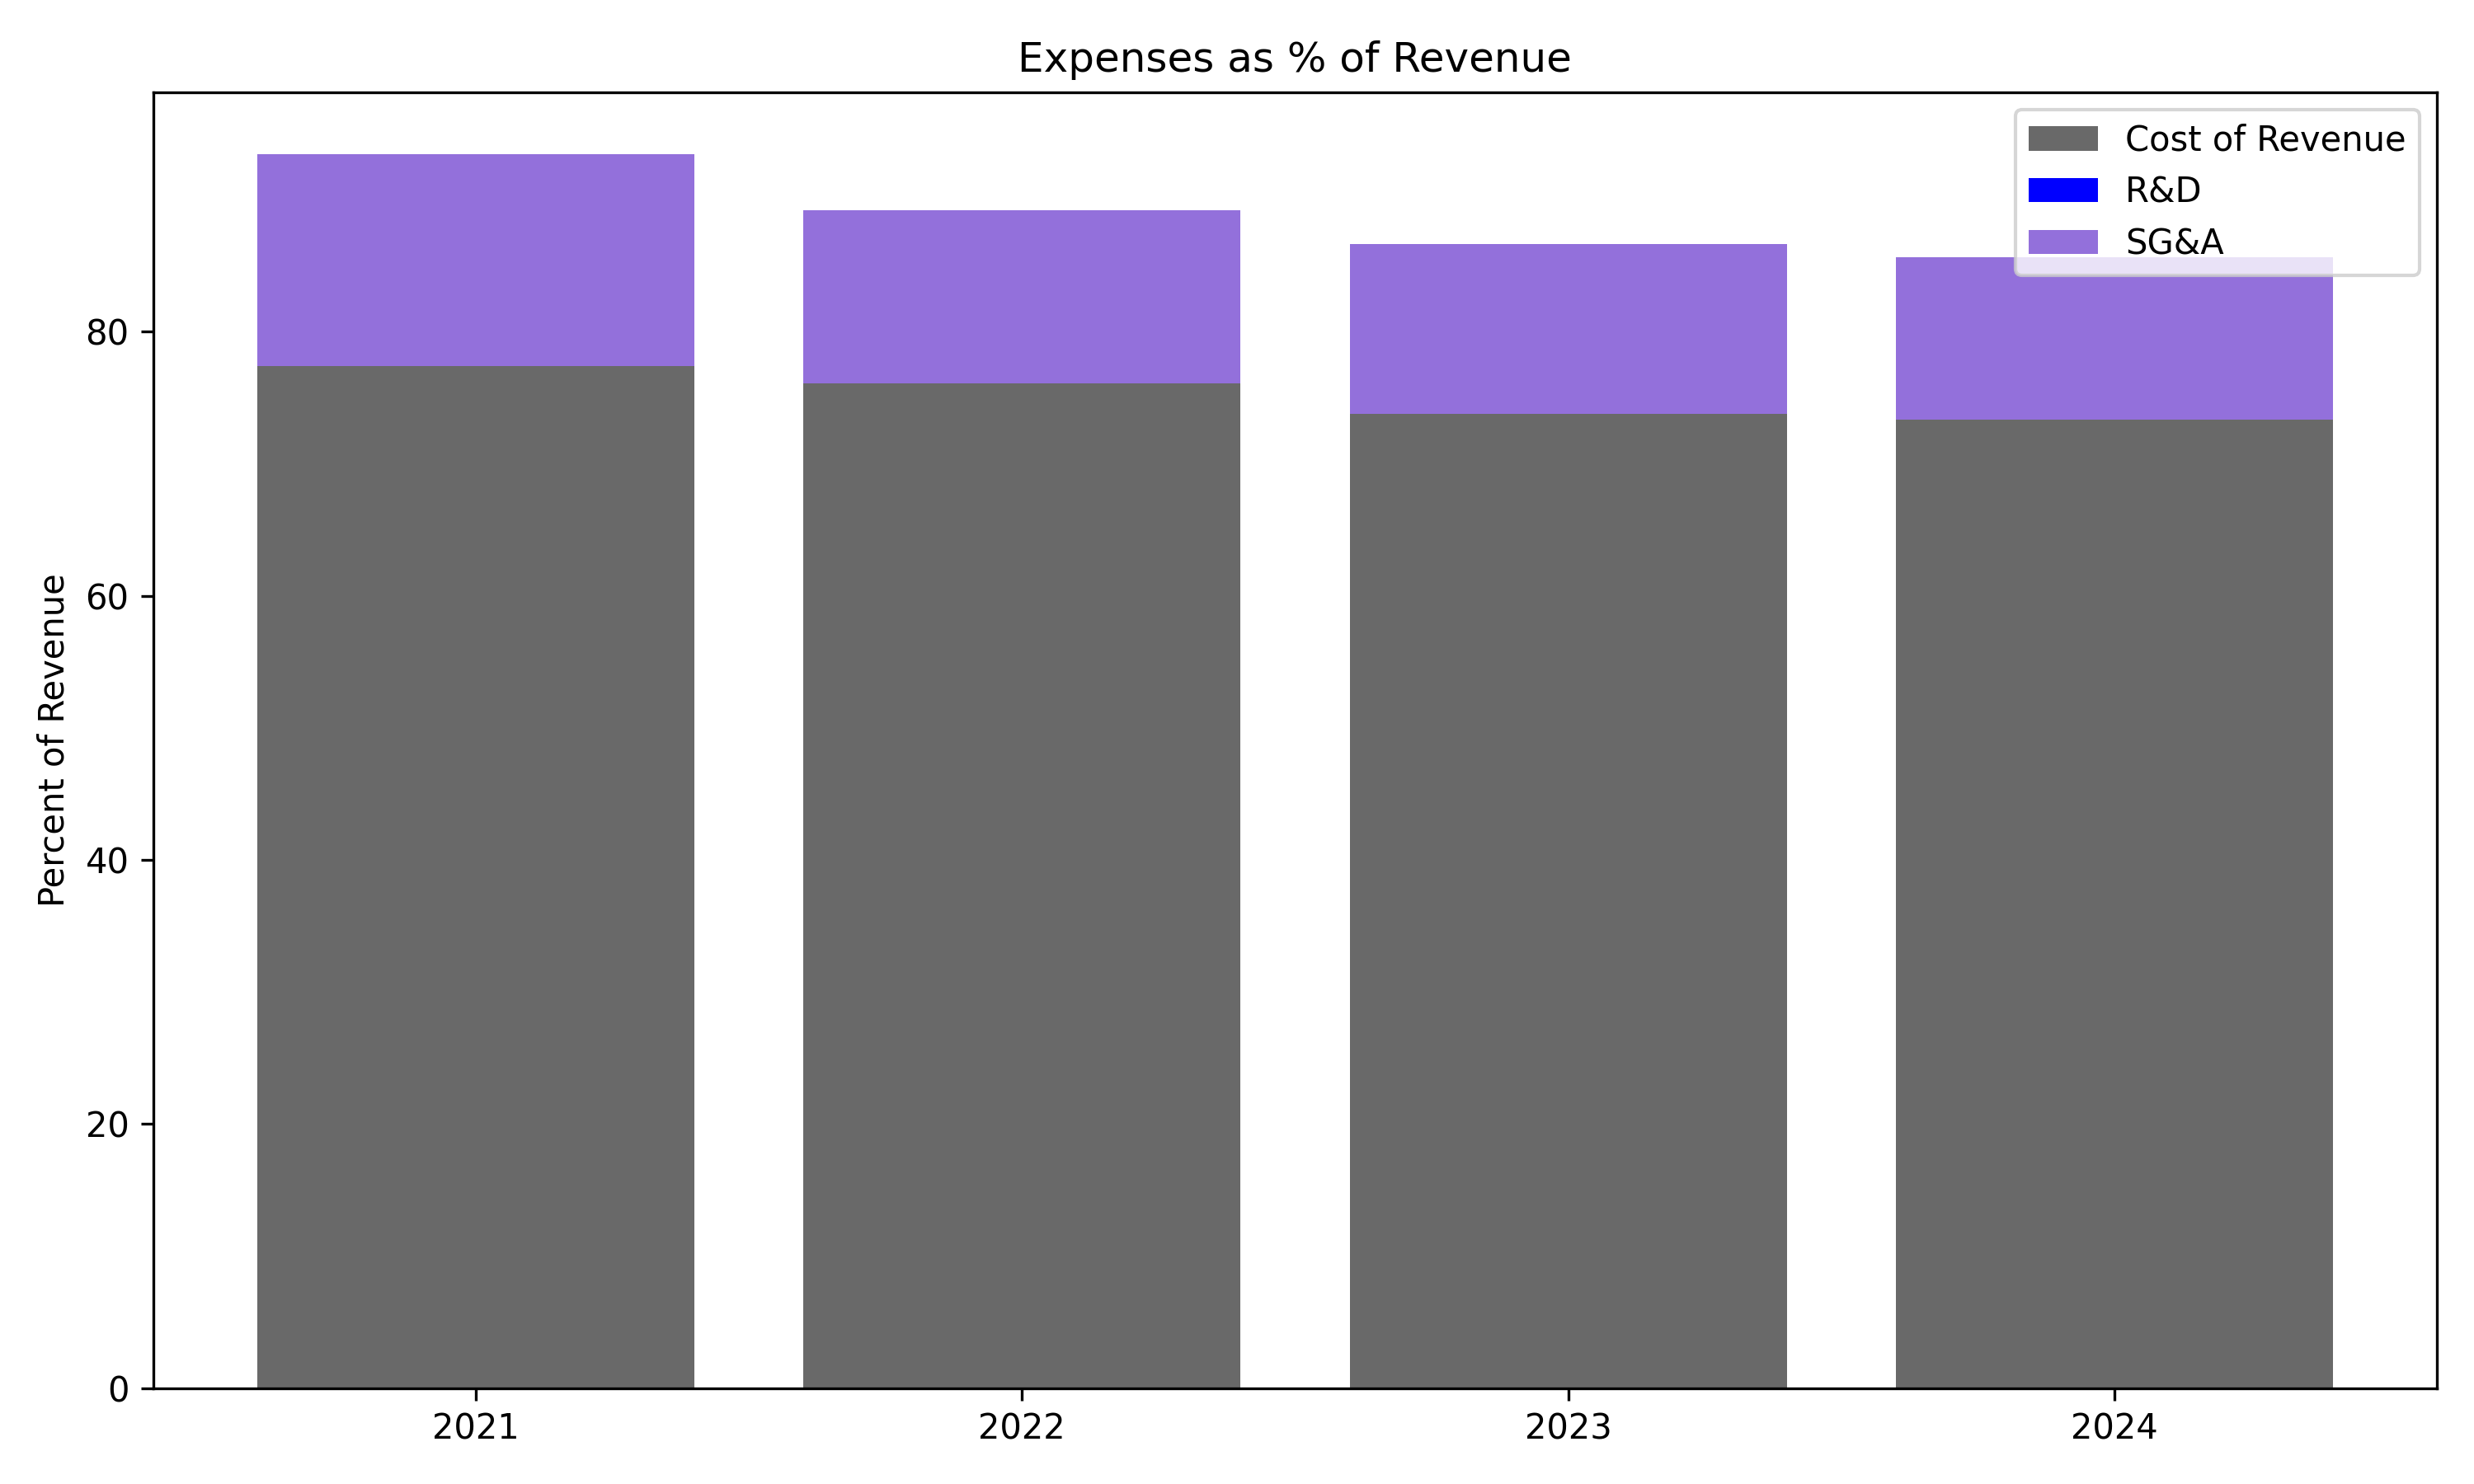 Expenses as % of Revenue
Cost of Revenue
R&D
SG&A
Percent of Revenue
80
60
40
20
0
2021 2022 2023 2024